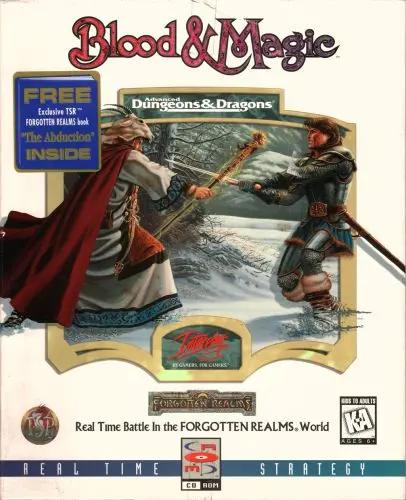 Blood & Magic
FREE
Exclusive TSR™
FORGOTTEN REALMS book
"The Abduction"
INSIDE
Advanced
Dungeons & Dragons®
Interplay
BY GAMERS. FOR GAMERS.™
FORGOTTEN REALMS
Real Time Battle In the FORGOTTEN REALMS® World
TSR
KIDS TO ADULTS
K-A
AGES 6+
REAL TIME
STRATEGY
CD ROM